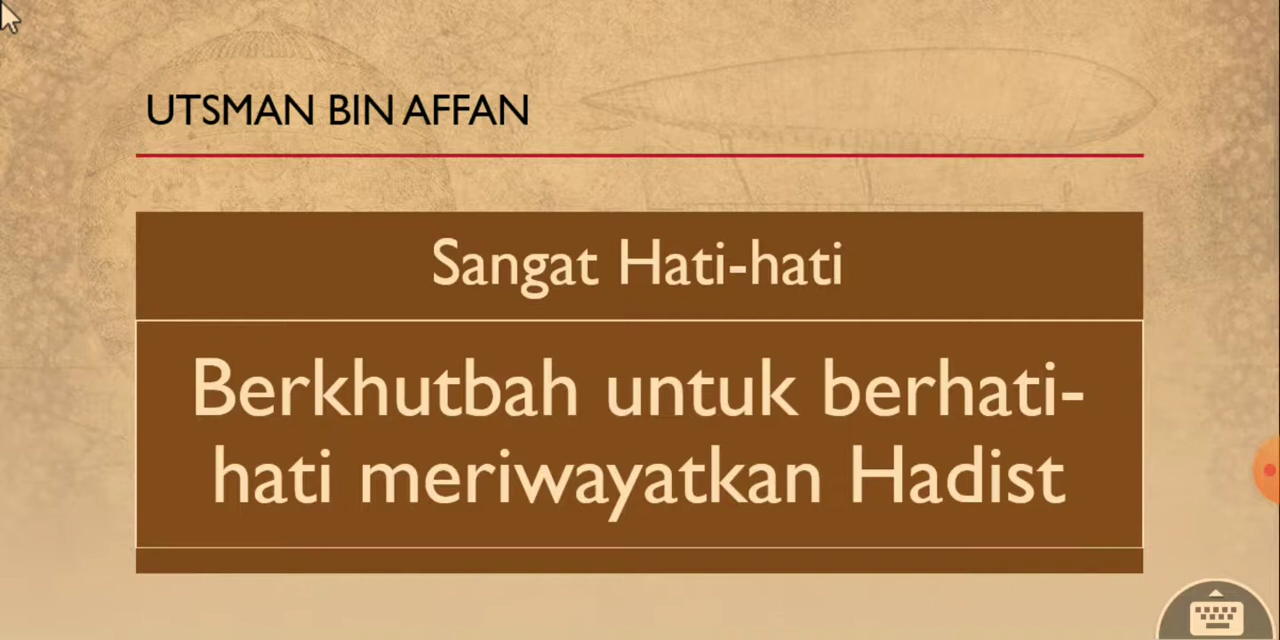 UTSMAN BIN AFFAN
Sangat Hati-hati
Berkhutbah untuk berhati-
hati meriwayatkan Hadist